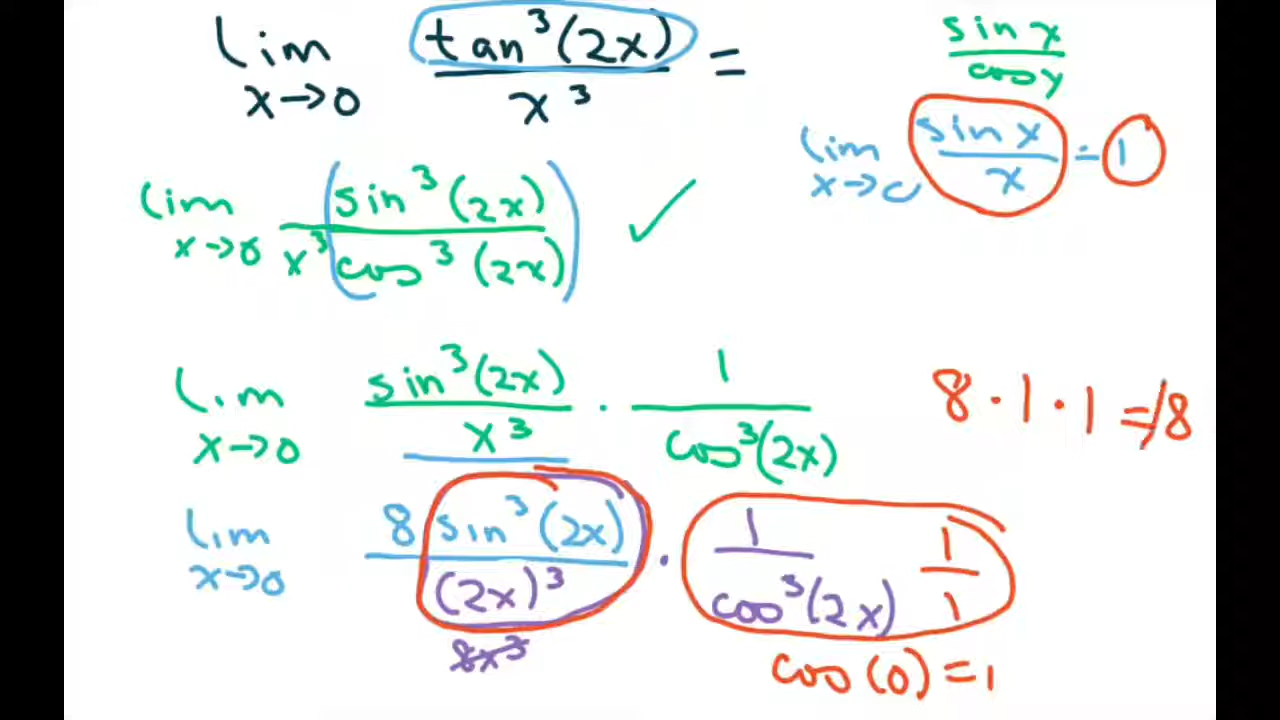 lim x→0 tan³(2x) / x³ =
sin x / cos y
lim x→0 sin x / x = 1
lim x→0 sin³(2x) / x³ cos³(2x) ✓
lim x→0 sin³(2x) / x³ · 1 / cos³(2x)
8 · 1 · 1 = 8
lim x→0 8 sin³(2x) / (2x)³ · 1 / cos³(2x) 1 / 1
8x³
cos(0) = 1